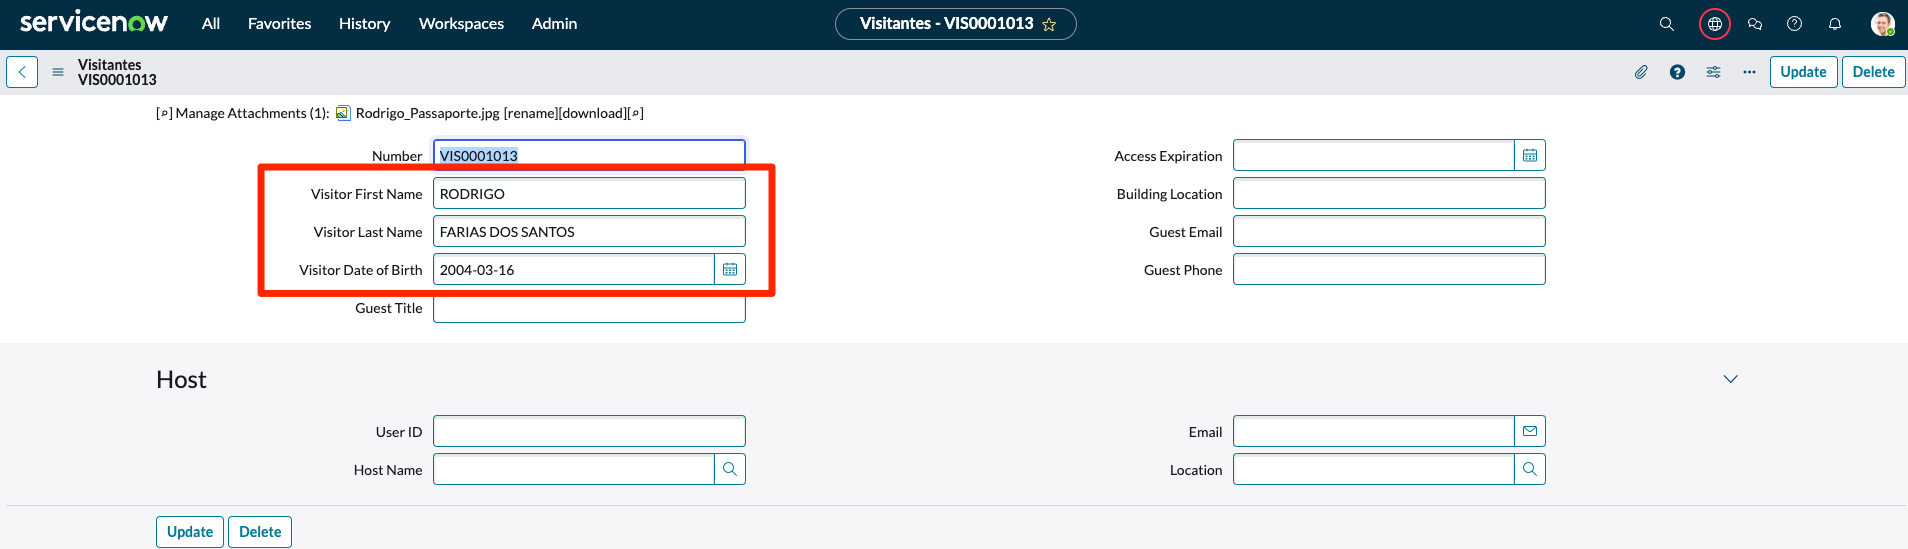 servicenow All Favorites History Workspaces Admin Visitantes - VIS0001013
Visitantes
VIS0001013
Update Delete
Manage Attachments (1): Rodrigo_Passaporte.jpg [rename][download]
Number VIS0001013
Access Expiration
Visitor First Name RODRIGO
Building Location
Visitor Last Name FARIAS DOS SANTOS
Guest Email
Visitor Date of Birth 2004-03-16
Guest Phone
Guest Title
Host
User ID
Email
Host Name
Location
Update Delete